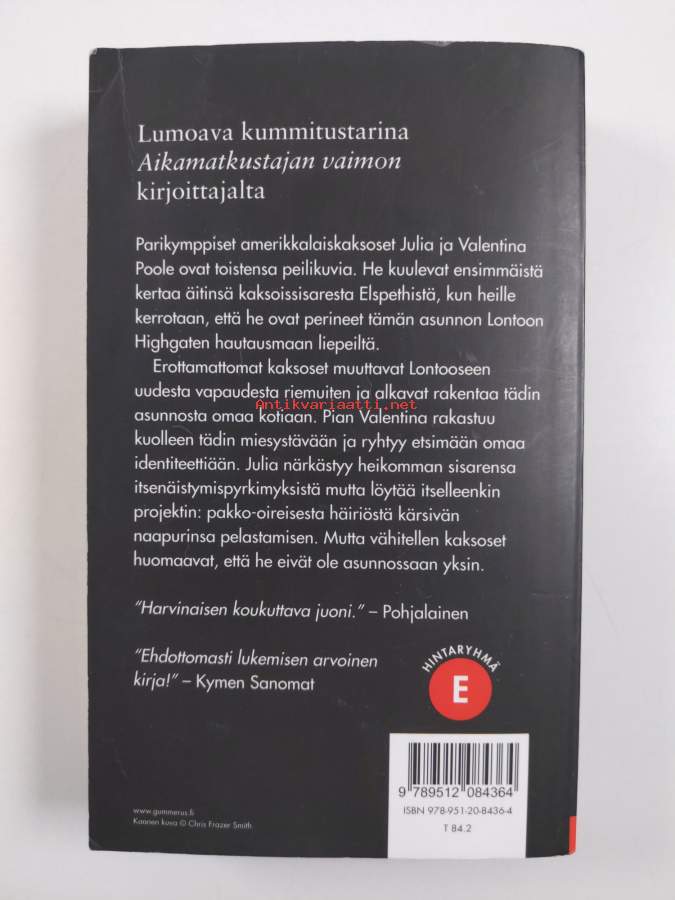 Lumoava kummitustarina
Aikamatkustajan vaimon
kirjoittajalta
Parikymppiset amerikkalaiskaksoset Julia ja Valentina
Poole ovat toistensa peilikuvia. He kuulevat ensimmäistä
kertaa äitinsä kaksoissisaresta Elspethistä, kun heille
kerrotaan, että he ovat perineet tämän asunnon Lontoon
Highgaten hautausmaan liepeiltä.
Erottamattomat kaksoset muuttavat Lontooseen
uudesta vapaudesta riemuiten ja alkavat rakentaa tädin
asunnosta omaa kotiaan. Pian Valentina rakastuu
kuolleen tädin miesystävään ja ryhtyy etsimään omaa
identiteettiään. Julia närkästyy heikomman sisarensa
itsenäistymispyrkimyksistä mutta löytää itselleenkin
projektin: pakko-oireisesta häiriöstä kärsivän
naapurinsa pelastamisen. Mutta vähitellen kaksoset
huomaavat, että he eivät ole asunnossaan yksin.
Antikvariaatti.net
"Harvinaisen koukuttava juoni." – Pohjalainen
"Ehdottomasti lukemisen arvoinen
kirja!" – Kymen Sanomat
HINTARYHMÄ
E
9 789512 084364
ISBN 978-951-20-8436-4
T 84.2
www.gummerus.fi
Kannen kuva © Chris Frazer Smith